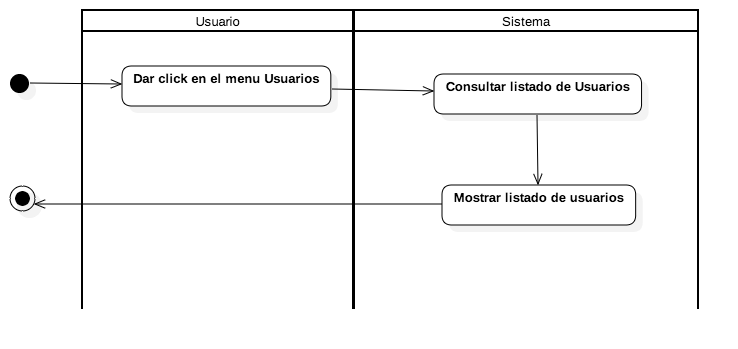 Usuario
Sistema
Dar click en el menu Usuarios
Consultar listado de Usuarios
Mostrar listado de usuarios